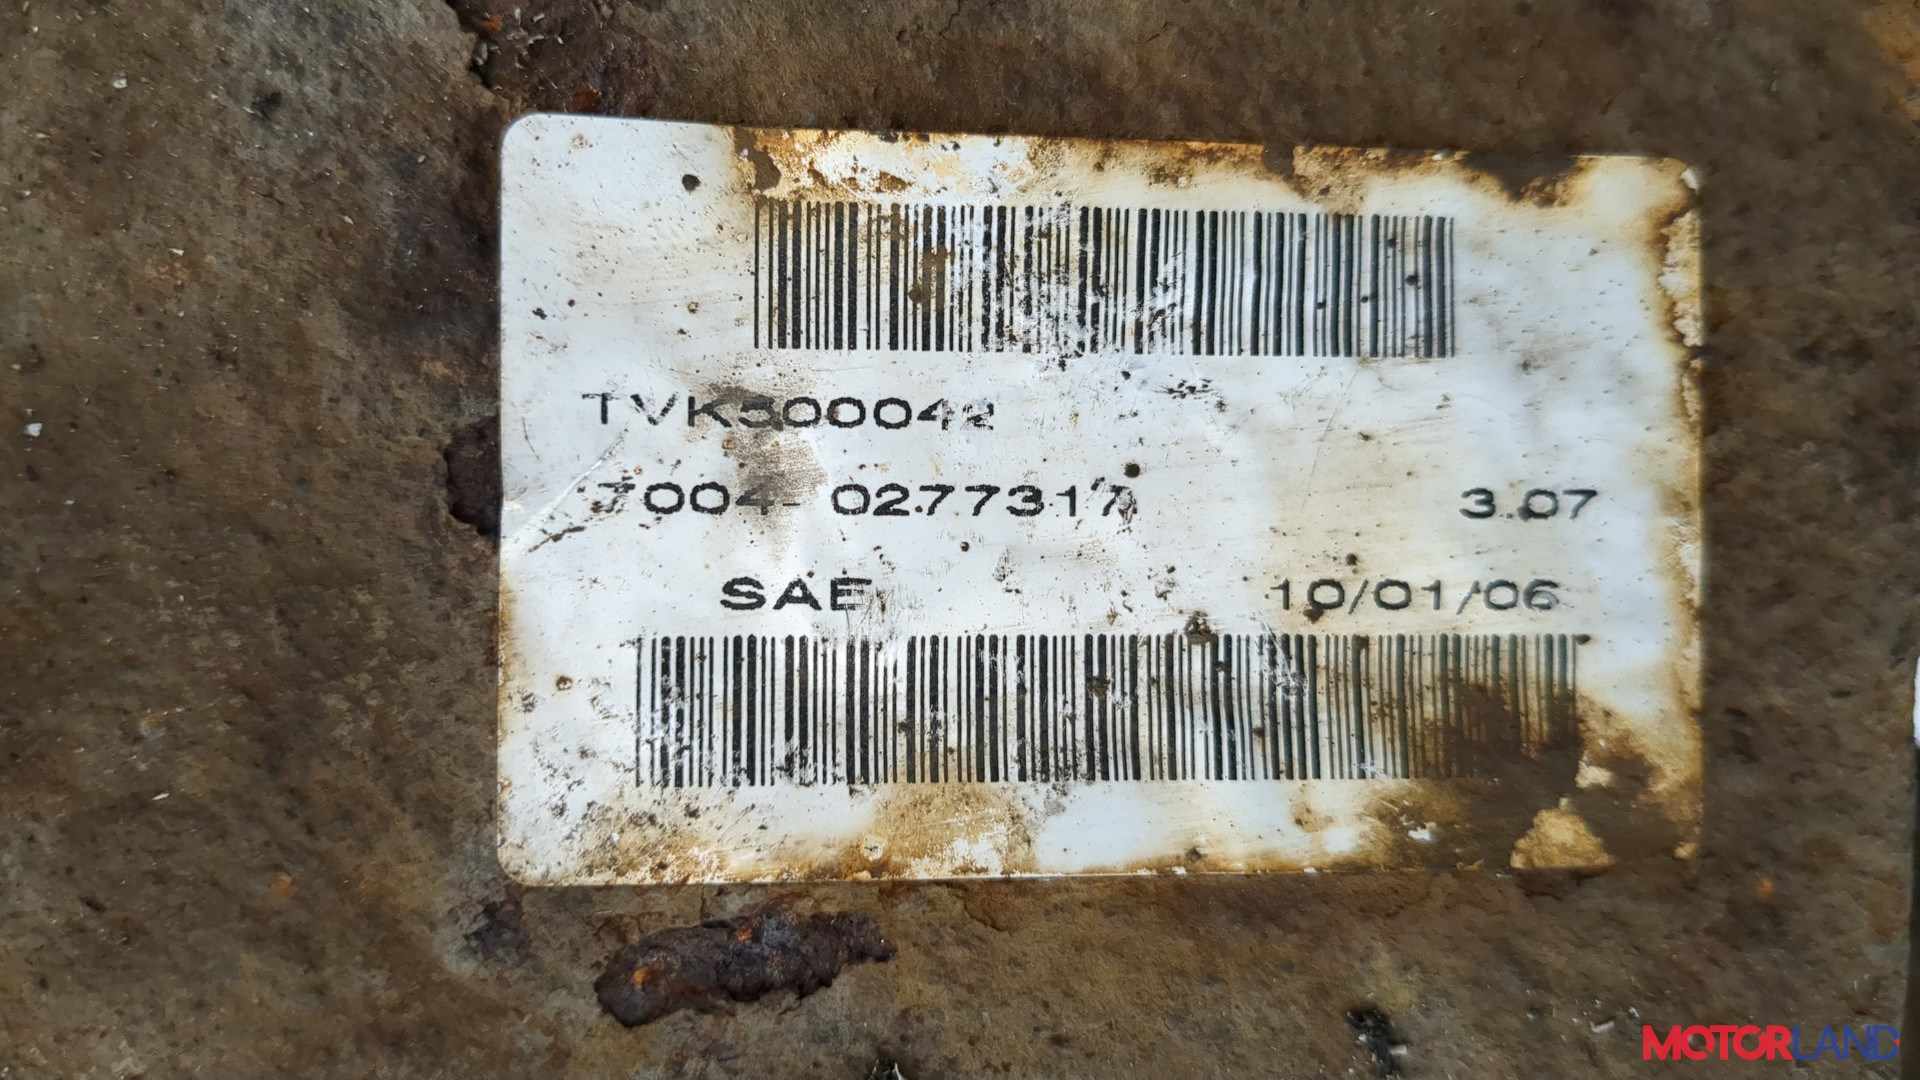 TVK500042
7004-0277317 3.07
SAE 10/01/06
MOTORLAND